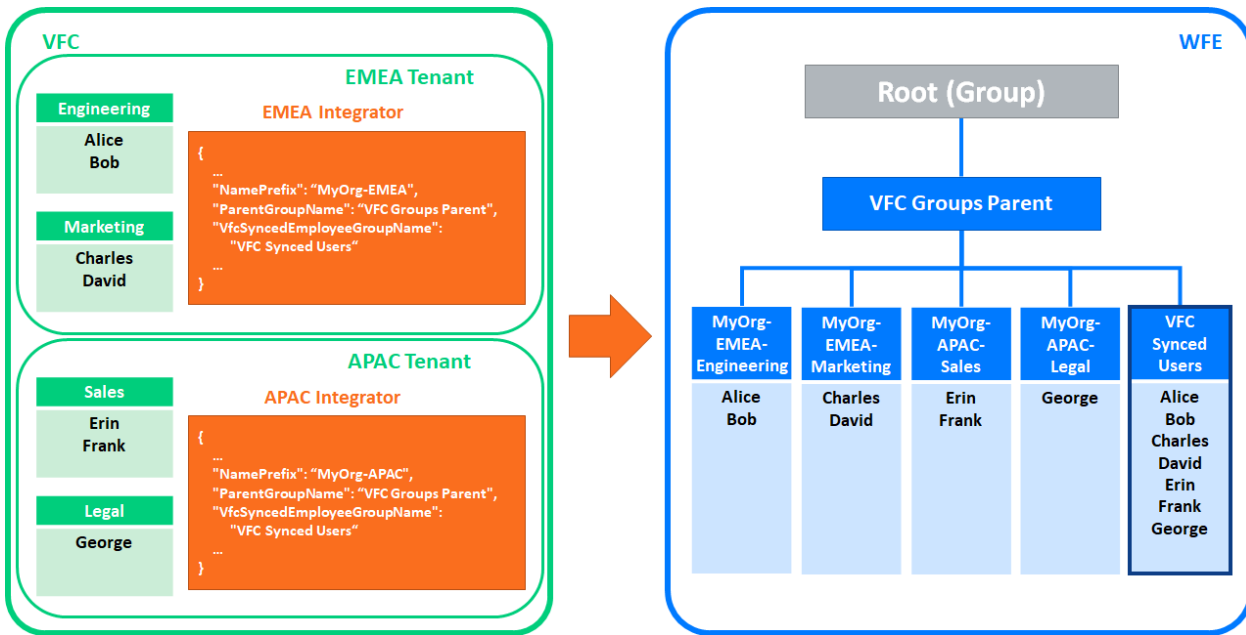 VFC
EMEA Tenant
Engineering
Alice
Bob
Marketing
Charles
David
EMEA Integrator
{
...
"NamePrefix": “MyOrg-EMEA",
"ParentGroupName": “VFC Groups Parent",
"VfcSyncedEmployeeGroupName":
"VFC Synced Users“
...
}
APAC Tenant
Sales
Erin
Frank
Legal
George
APAC Integrator
{
...
"NamePrefix": “MyOrg-APAC",
"ParentGroupName": “VFC Groups Parent",
"VfcSyncedEmployeeGroupName":
"VFC Synced Users“
...
}
WFE
Root (Group)
VFC Groups Parent
MyOrg-
EMEA-
Engineering
Alice
Bob
MyOrg-
EMEA-
Marketing
Charles
David
MyOrg-
APAC-
Sales
Erin
Frank
MyOrg-
APAC-
Legal
George
VFC
Synced
Users
Alice
Bob
Charles
David
Erin
Frank
George